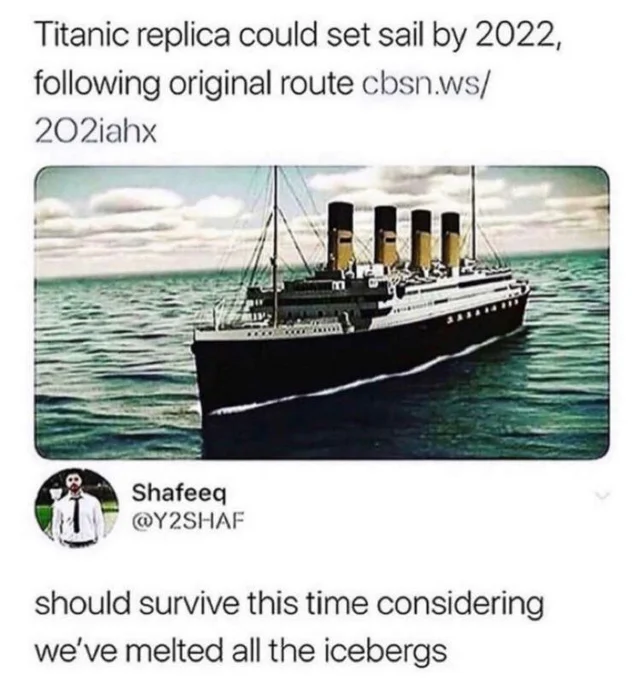 Titanic replica could set sail by 2022,
following original route cbsn.ws/
202iahx
Shafeeq
@Y2SHAF
should survive this time considering
we've melted all the icebergs